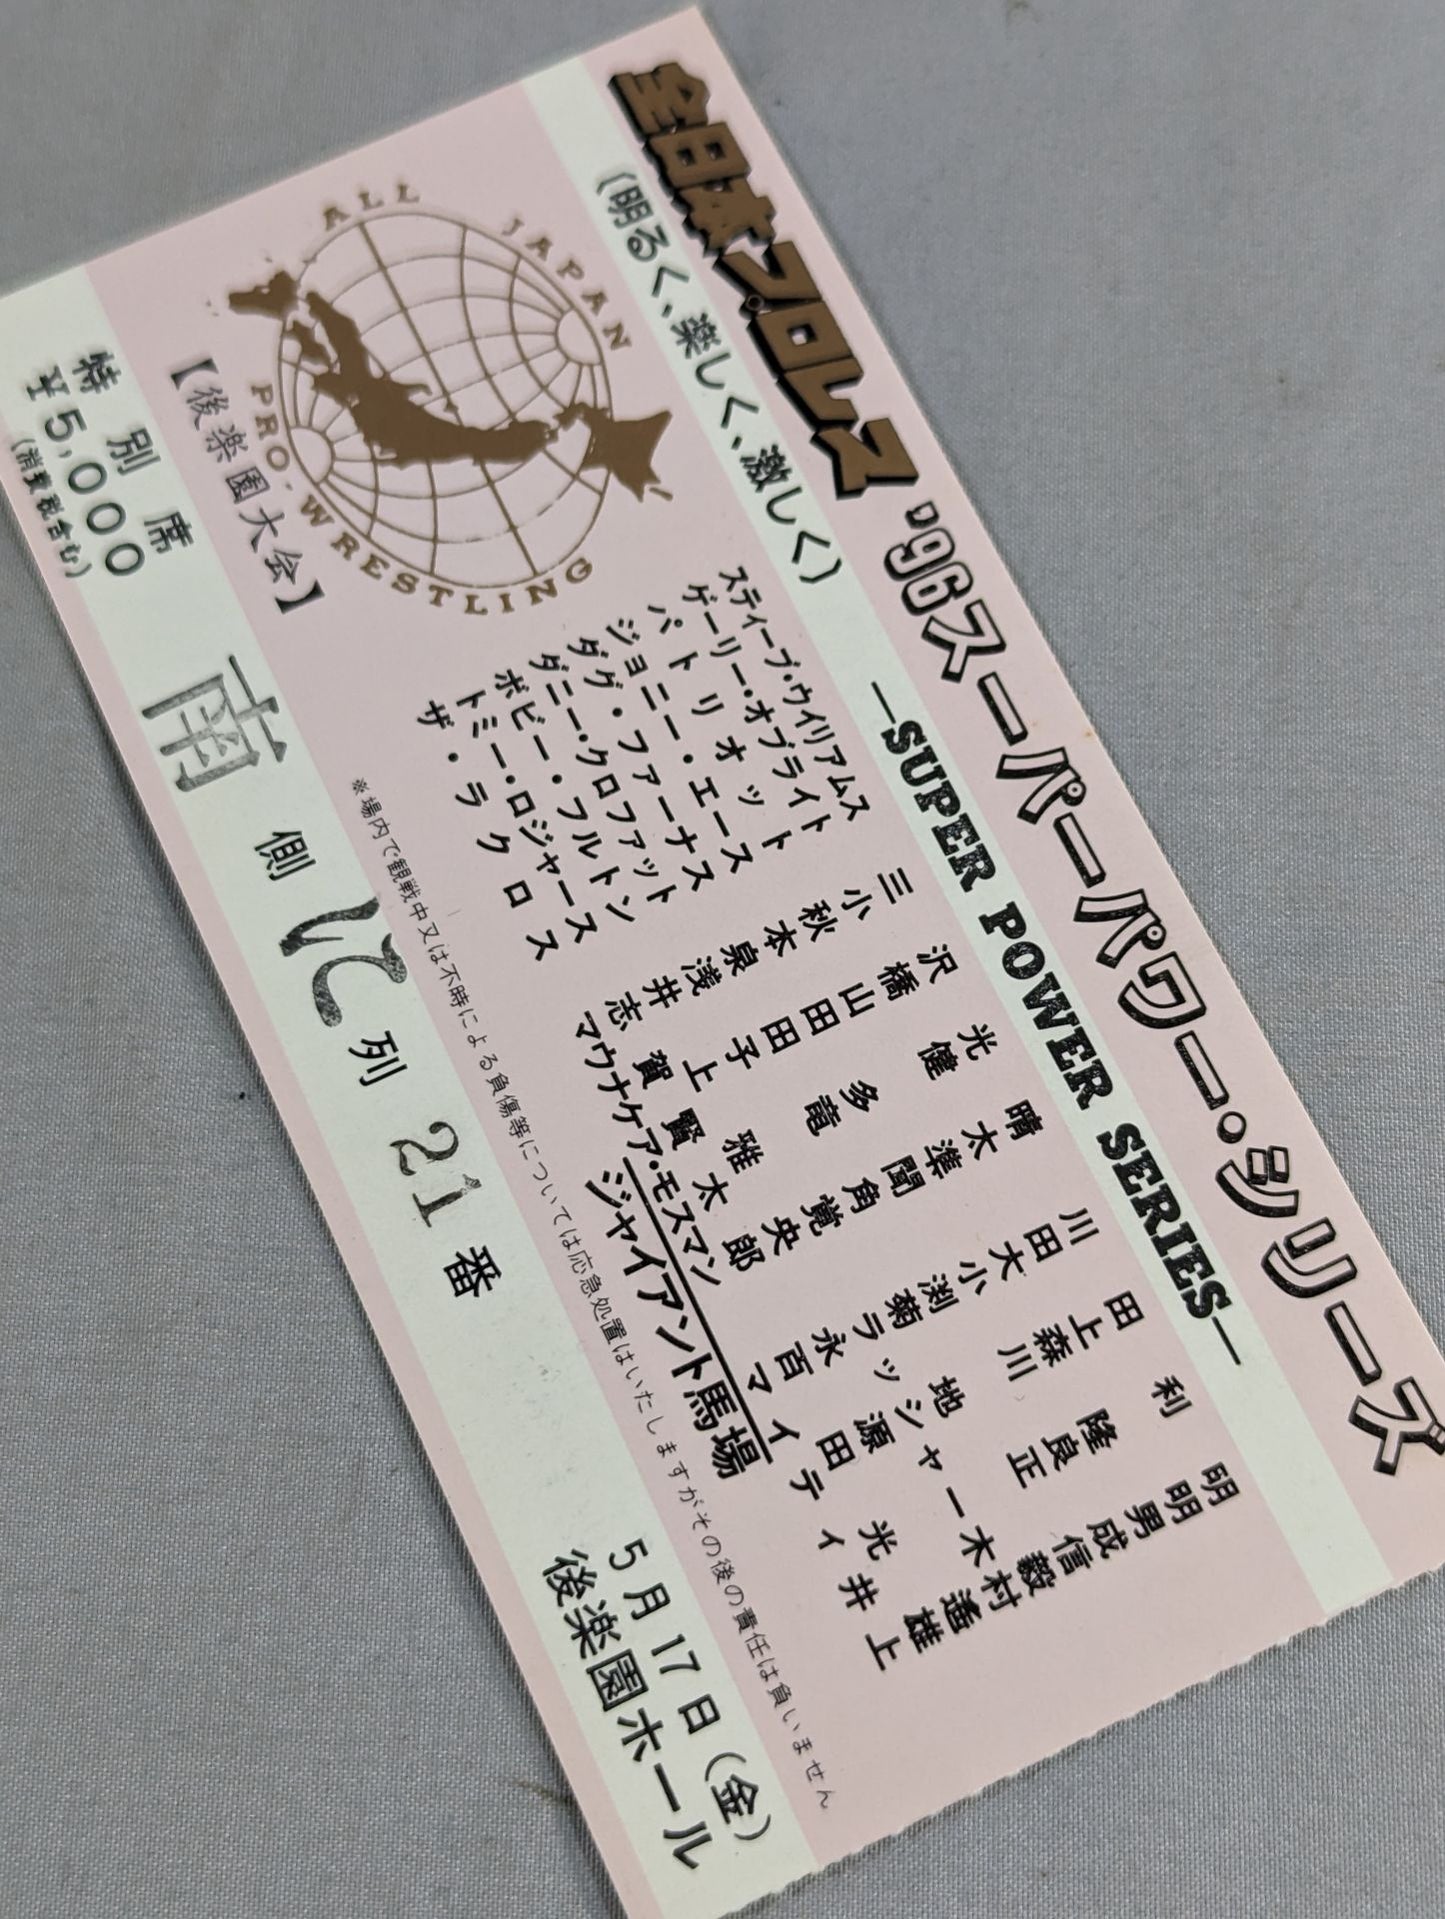 全日本プロレス '96スーパーパワー・シリーズ
(明るく、楽しく、激しく) —SUPER POWER SERIES—
ALL JAPAN
PRO・WRESTLING
【後楽園大会】
スティーブ・ウイリアムス
ゲーリー・オブライト
パトリオット
ジョニー・エース
ダグ・ファーナス
ダニー・クロファット
ボビー・フルトン
トミー・ロジャース
ザ・ラクロス
三沢光晴
小橋健太
秋山準
本田多聞
泉田竜角
浅子覚
井上雅央
志賀賢太郎
マウナケア・モスマン
ジャイアント馬場
川田利明
田上明
大森隆男
小川良成
渕正信
菊地毅
ラッシャー木村
永源遙
百田光雄
マイティ井上
※場内で観戦中又は不時による負傷等については応急処置はいたしますがその後の責任は負いません
特別席
¥5,000
(消費税含む)
南側に列21番
5月17日(金)
後楽園ホール